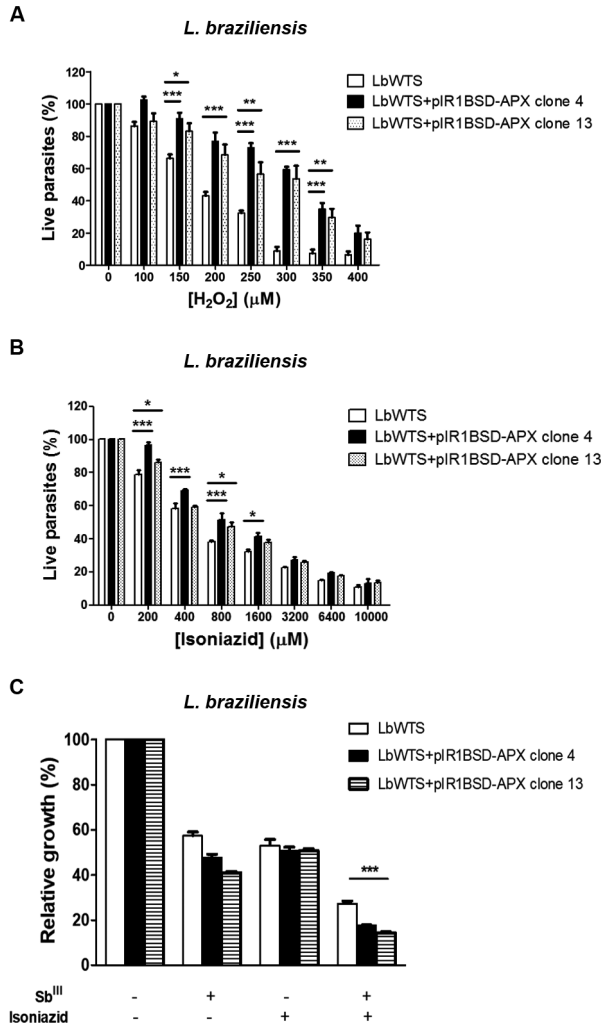 A
L. braziliensis
Live parasites (%)
120
100
80
60
40
20
0
* *** *** ** *** *** ** ***
LbWTS
LbWTS+pIR1BSD-APX clone 4
LbWTS+pIR1BSD-APX clone 13
0 100 150 200 250 300 350 400
[H₂O₂] (µM)
B
L. braziliensis
Live parasites (%)
120
100
80
60
40
20
0
* *** *** * *** *
LbWTS
LbWTS+pIR1BSD-APX clone 4
LbWTS+pIR1BSD-APX clone 13
0 200 400 800 1600 3200 6400 10000
[Isoniazid] (µM)
C
L. braziliensis
Relative growth (%)
100
80
60
40
20
0
***
LbWTS
LbWTS+pIR1BSD-APX clone 4
LbWTS+pIR1BSD-APX clone 13
Sbᴵᴵᴵ - + - +
Isoniazid - - + +